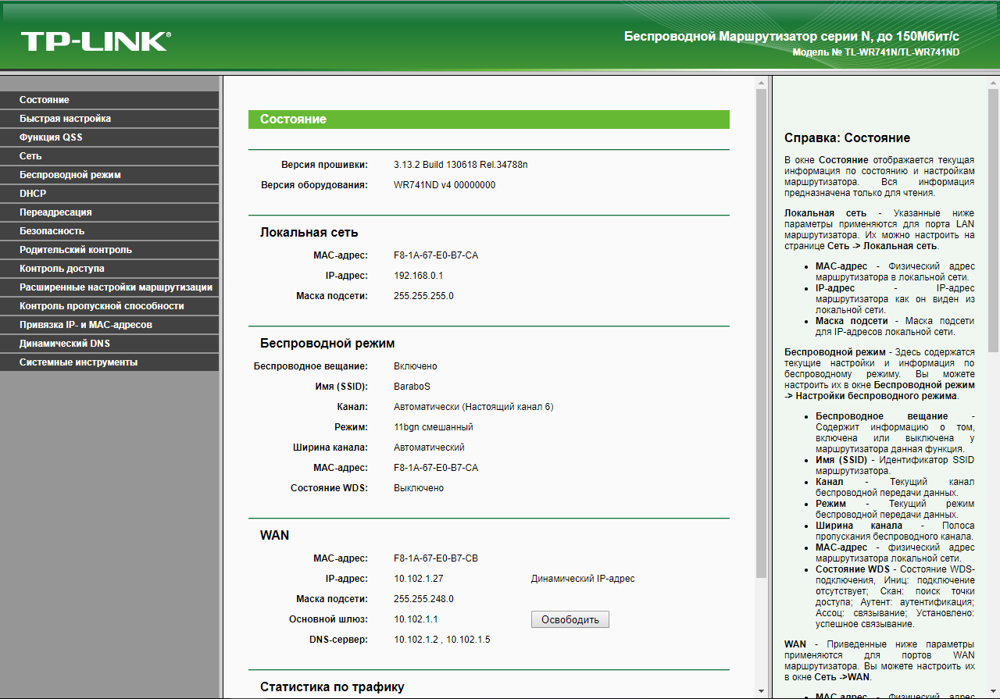 TP-LINK®
Беспроводной Маршрутизатор серии N, до 150Мбит/с
Модель № TL-WR741N/TL-WR741ND
Состояние
Быстрая настройка
Функция QSS
Сеть
Беспроводной режим
DHCP
Переадресация
Безопасность
Родительский контроль
Контроль доступа
Расширенные настройки маршрутизации
Контроль пропускной способности
Привязка IP- и MAC-адресов
Динамический DNS
Системные инструменты
Состояние
Версия прошивки: 3.13.2 Build 130618 Rel.34788n
Версия оборудования: WR741ND v4 00000000
Локальная сеть
MAC-адрес: F8-1A-67-E0-B7-CA
IP-адрес: 192.168.0.1
Маска подсети: 255.255.255.0
Беспроводной режим
Беспроводное вещание: Включено
Имя (SSID): BaraboS
Канал: Автоматически (Настоящий канал 6)
Режим: 11bgn смешанный
Ширина канала: Автоматический
MAC-адрес: F8-1A-67-E0-B7-CA
Состояние WDS: Выключено
WAN
MAC-адрес: F8-1A-67-E0-B7-CB
IP-адрес: 10.102.1.27 Динамический IP-адрес
Маска подсети: 255.255.248.0
Основной шлюз: 10.102.1.1 Освободить
DNS-сервер: 10.102.1.2 , 10.102.1.5
Статистика по трафику
Справка: Состояние
В окне Состояние отображается текущая
информация по состоянию и настройкам
маршрутизатора. Вся информация
предназначена только для чтения.
Локальная сеть - Указанные ниже
параметры применяются для порта LAN
маршрутизатора. Их можно настроить на
странице Сеть -> Локальная сеть.
• MAC-адрес - Физический адрес
маршрутизатора в локальной сети.
• IP-адрес - IP-адрес
маршрутизатора как он виден из
локальной сети.
• Маска подсети - Маска подсети
для IP-адресов локальной сети.
Беспроводной режим - Здесь содержатся
текущие настройки и информация по
беспроводному режиму. Вы можете
настроить их в окне Беспроводной режим
-> Настройки беспроводного режима.
• Беспроводное вещание -
Содержит информацию о том,
включена или выключена у
маршрутизатора данная функция.
• Имя (SSID) - Идентификатор SSID
маршрутизатора.
• Канал - Текущий канал
беспроводной передачи данных.
• Режим - Текущий режим
беспроводной передачи данных.
• Ширина канала - Полоса
пропускания беспроводного канала.
• MAC-адрес - физический адрес
маршрутизатора локальной сети.
• Состояние WDS - Состояние WDS-
подключения, Иниц: подключение
отсутствует; Скан: поиск точки
доступа; Аутент: аутентификация;
Ассоц: связывание; Установлено:
успешное связывание.
WAN - Приведенные ниже параметры
применяются для портов WAN
маршрутизатора. Вы можете настроить их
в окне Сеть ->WAN.
• MAC-адрес - Физический адрес